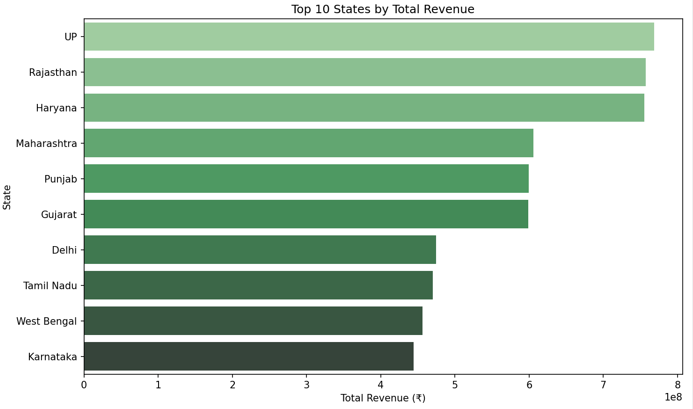 Top 10 States by Total Revenue
State
UP
Rajasthan
Haryana
Maharashtra
Punjab
Gujarat
Delhi
Tamil Nadu
West Bengal
Karnataka
0 1 2 3 4 5 6 7 8
1e8
Total Revenue (₹)